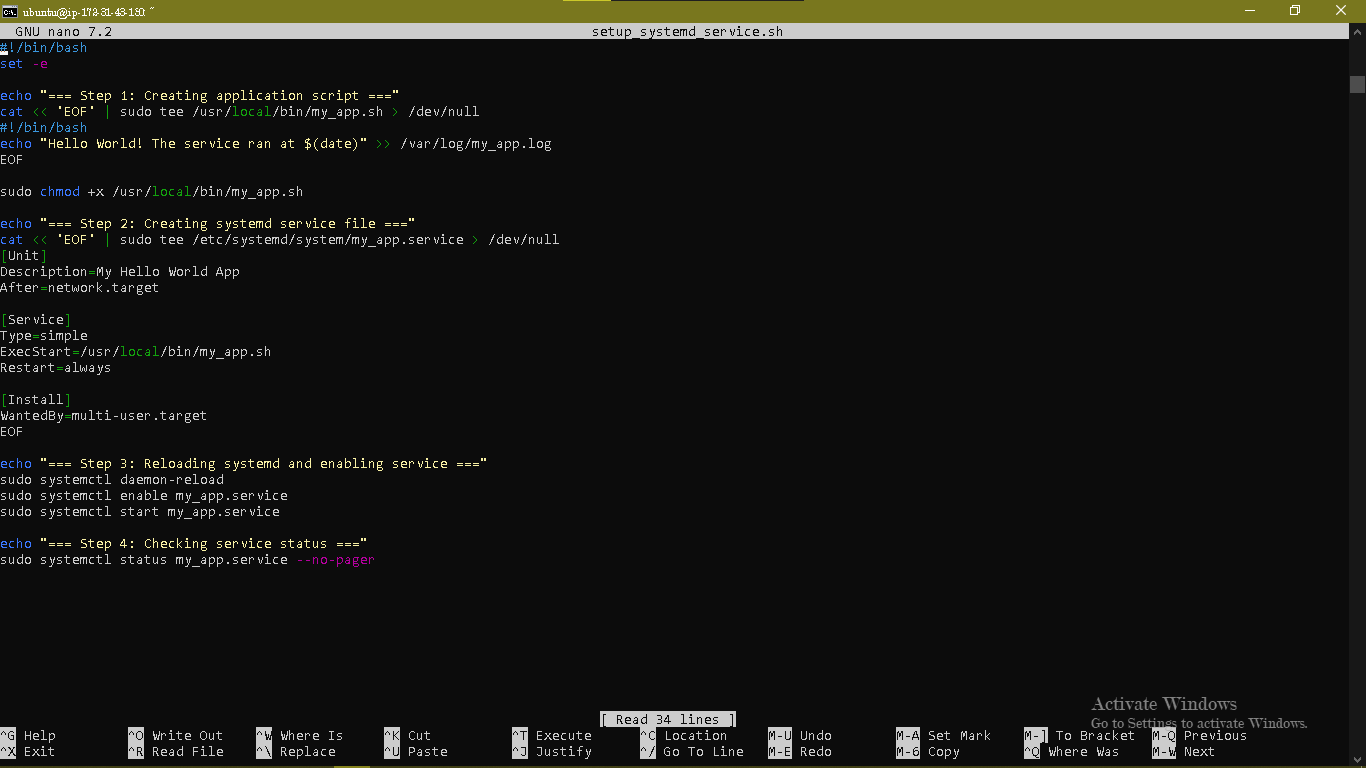 ubuntu@ip-172-31-43-130: ~
GNU nano 7.2 setup_systemd_service.sh
#!/bin/bash
set -e
echo "=== Step 1: Creating application script ==="
cat << 'EOF' | sudo tee /usr/local/bin/my_app.sh > /dev/null
#!/bin/bash
echo "Hello World! The service ran at $(date)" >> /var/log/my_app.log
EOF
sudo chmod +x /usr/local/bin/my_app.sh
echo "=== Step 2: Creating systemd service file ==="
cat << 'EOF' | sudo tee /etc/systemd/system/my_app.service > /dev/null
[Unit]
Description=My Hello World App
After=network.target
[Service]
Type=simple
ExecStart=/usr/local/bin/my_app.sh
Restart=always
[Install]
WantedBy=multi-user.target
EOF
echo "=== Step 3: Reloading systemd and enabling service ==="
sudo systemctl daemon-reload
sudo systemctl enable my_app.service
sudo systemctl start my_app.service
echo "=== Step 4: Checking service status ==="
sudo systemctl status my_app.service --no-pager
Activate Windows
Go to Settings to activate Windows.
[ Read 34 lines ]
^G Help ^O Write Out ^W Where Is ^K Cut ^T Execute ^C Location M-U Undo M-A Set Mark M-] To Bracket M-Q Previous
^X Exit ^R Read File ^\ Replace ^U Paste ^J Justify ^/ Go To Line M-E Redo M-6 Copy ^Q Where Was M-W Next